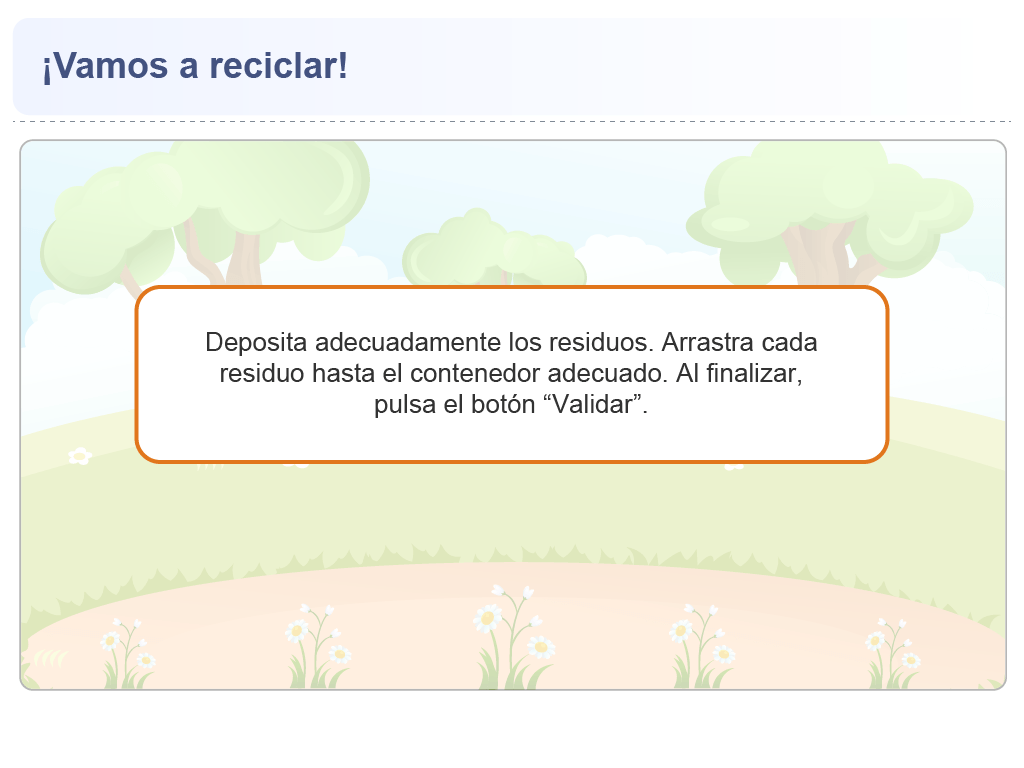 ¡Vamos a reciclar!
Deposita adecuadamente los residuos. Arrastra cada
residuo hasta el contenedor adecuado. Al finalizar,
pulsa el botón “Validar”.